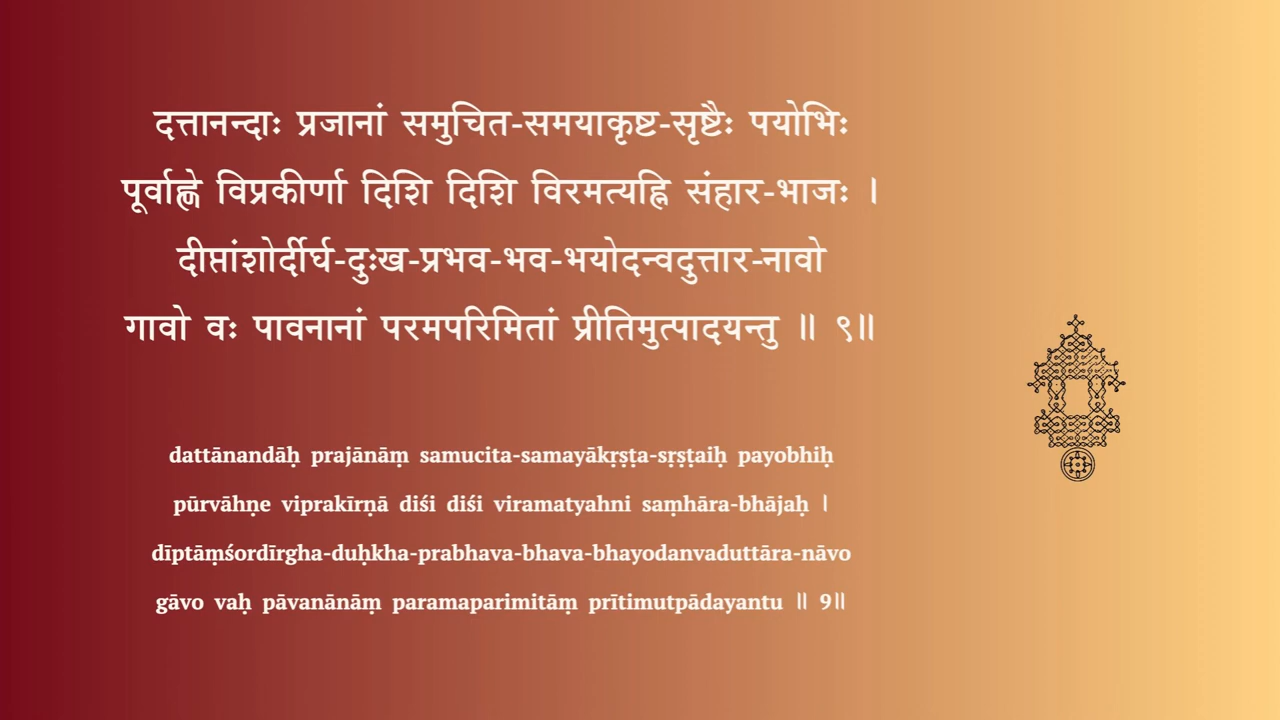 दत्तानन्दाः प्रजानां समुचित-समयाकृष्ट-सृष्टैः पयोभिः
पूर्वाह्णे विप्रकीर्णा दिशि दिशि विरमत्यह्नि संहार-भाजः ।
दीप्तांशोर्दीर्घ-दुःख-प्रभव-भव-भयोदन्वदुत्तार-नावो
गावो वः पावनानां परमपरिमितां प्रीतिमुत्पादयन्तु ॥ ९॥
dattānandāḥ prajānāṃ samucita-samayākṛṣṭa-sṛṣṭaiḥ payobhiḥ
pūrvāhṇe viprakīrṇā diśi diśi viramatyahni saṃhāra-bhājaḥ ।
dīptāṃśordīrgha-duḥkha-prabhava-bhava-bhayodanvaduttāra-nāvo
gāvo vaḥ pāvanānāṃ paramaparimitāṃ prītimutpādayantu ॥ 9॥